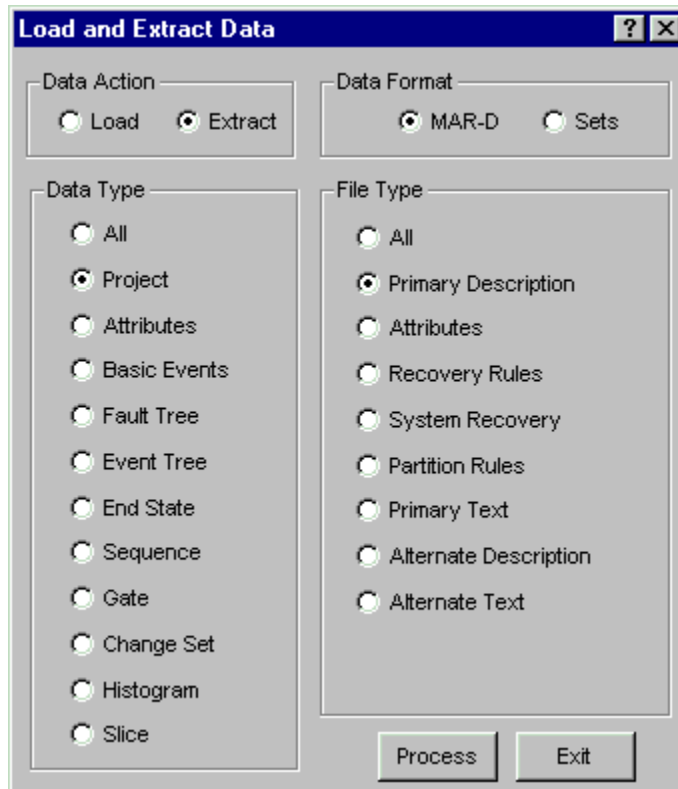 Load and Extract Data
Data Action
Load Extract
Data Format
MAR-D Sets
Data Type
All
Project
Attributes
Basic Events
Fault Tree
Event Tree
End State
Sequence
Gate
Change Set
Histogram
Slice
File Type
All
Primary Description
Attributes
Recovery Rules
System Recovery
Partition Rules
Primary Text
Alternate Description
Alternate Text
Process Exit